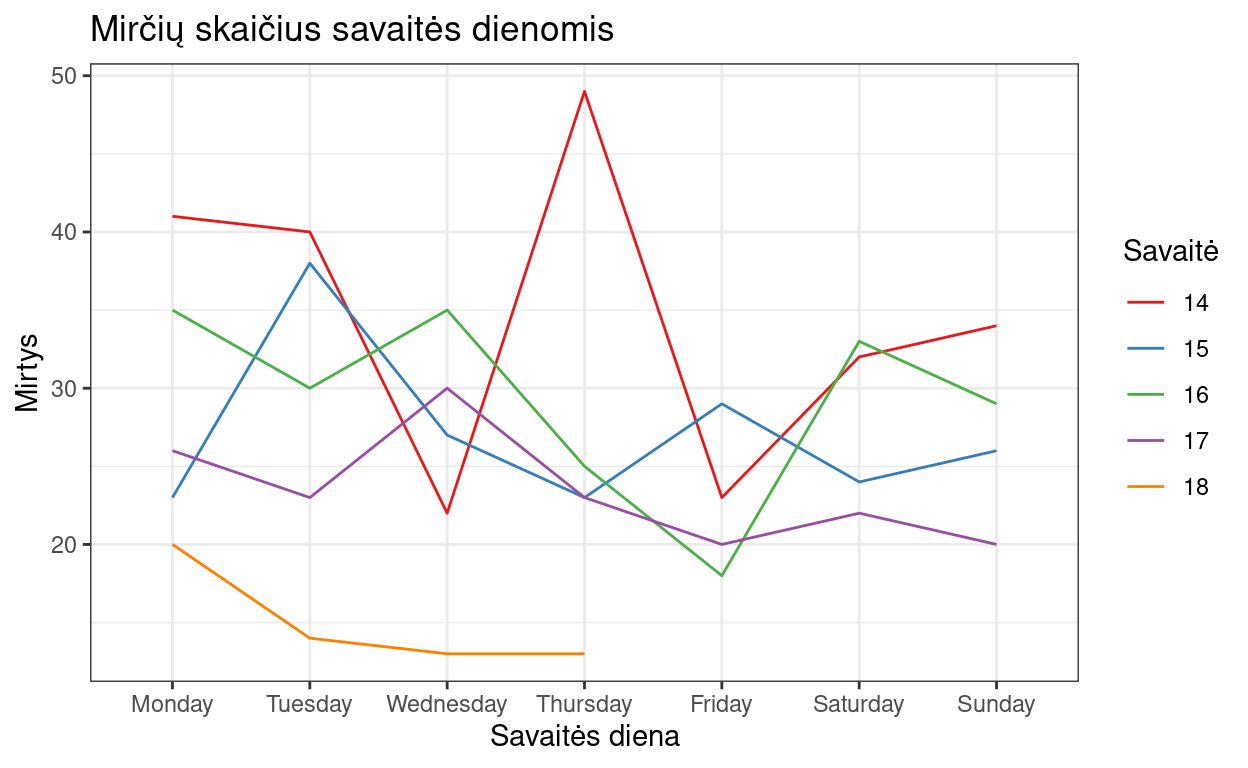 Mirčių skaičius savaitės dienomis
50
40
30
20
Mirtys
Monday Tuesday Wednesday Thursday Friday Saturday Sunday
Savaitės diena
Savaitė
14
15
16
17
18